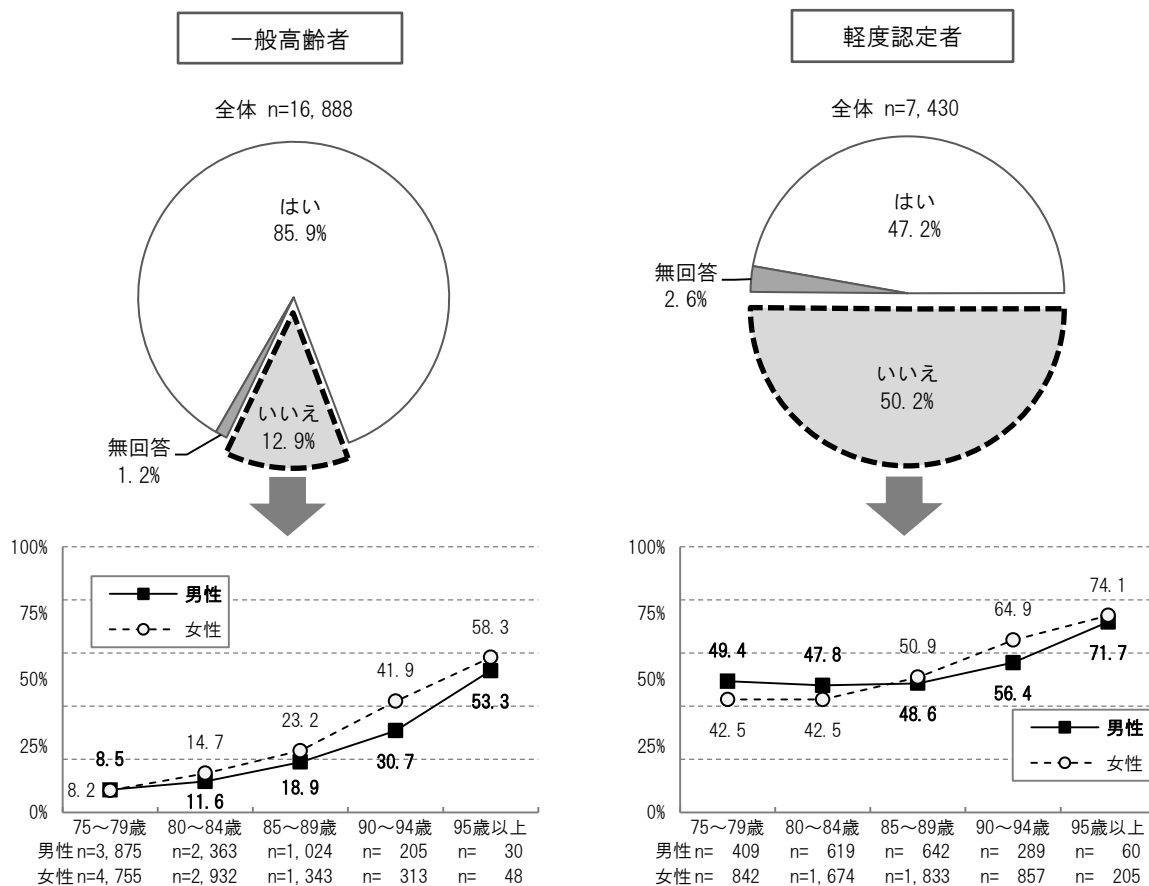 一般高齢者
全体 n=16,888
はい
85.9%
いいえ
12.9%
無回答
1.2%
100%
75%
50%
25%
0%
男性
女性
8.5
11.6
18.9
30.7
53.3
8.2
14.7
23.2
41.9
58.3
75～79歳 80～84歳 85～89歳 90～94歳 95歳以上
男性 n=3,875 n=2,363 n=1,024 n= 205 n= 30
女性 n=4,755 n=2,932 n=1,343 n= 313 n= 48
軽度認定者
全体 n=7,430
はい
47.2%
無回答
2.6%
いいえ
50.2%
100%
75%
50%
25%
0%
49.4
47.8
48.6
56.4
71.7
42.5
42.5
50.9
64.9
74.1
男性
女性
75～79歳 80～84歳 85～89歳 90～94歳 95歳以上
男性 n= 409 n= 619 n= 642 n= 289 n= 60
女性 n= 842 n=1,674 n=1,833 n= 857 n= 205